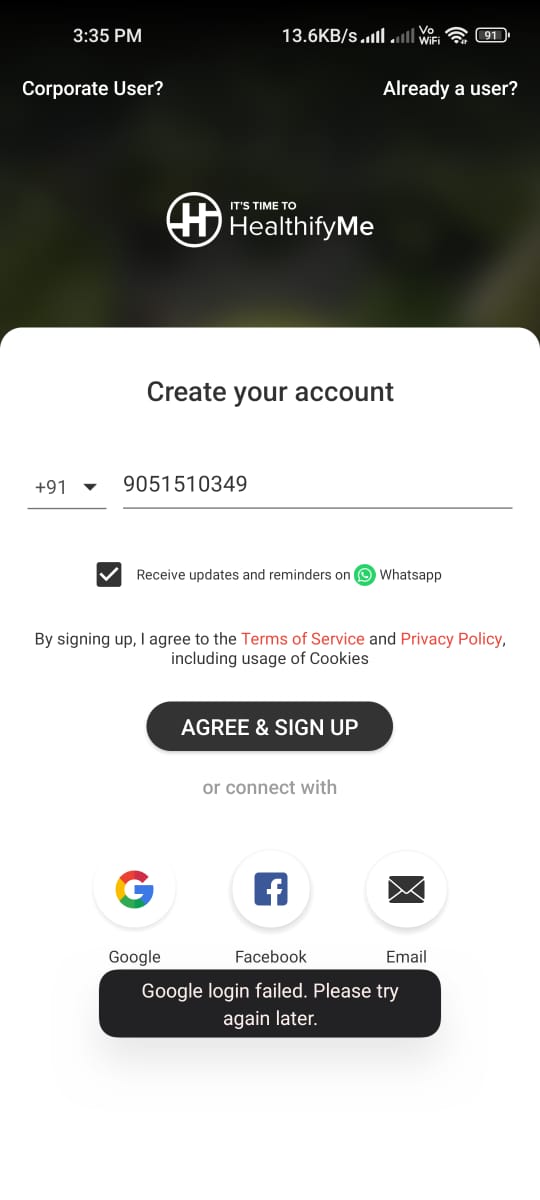 3:35 PM
13.6KB/s
Vo
WiFi
91
Corporate User?
Already a user?
IT'S TIME TO
HealthifyMe
Create your account
+91
9051510349
Receive updates and reminders on Whatsapp
By signing up, I agree to the Terms of Service and Privacy Policy,
including usage of Cookies
AGREE & SIGN UP
or connect with
Google
Facebook
Email
Google login failed. Please try
again later.